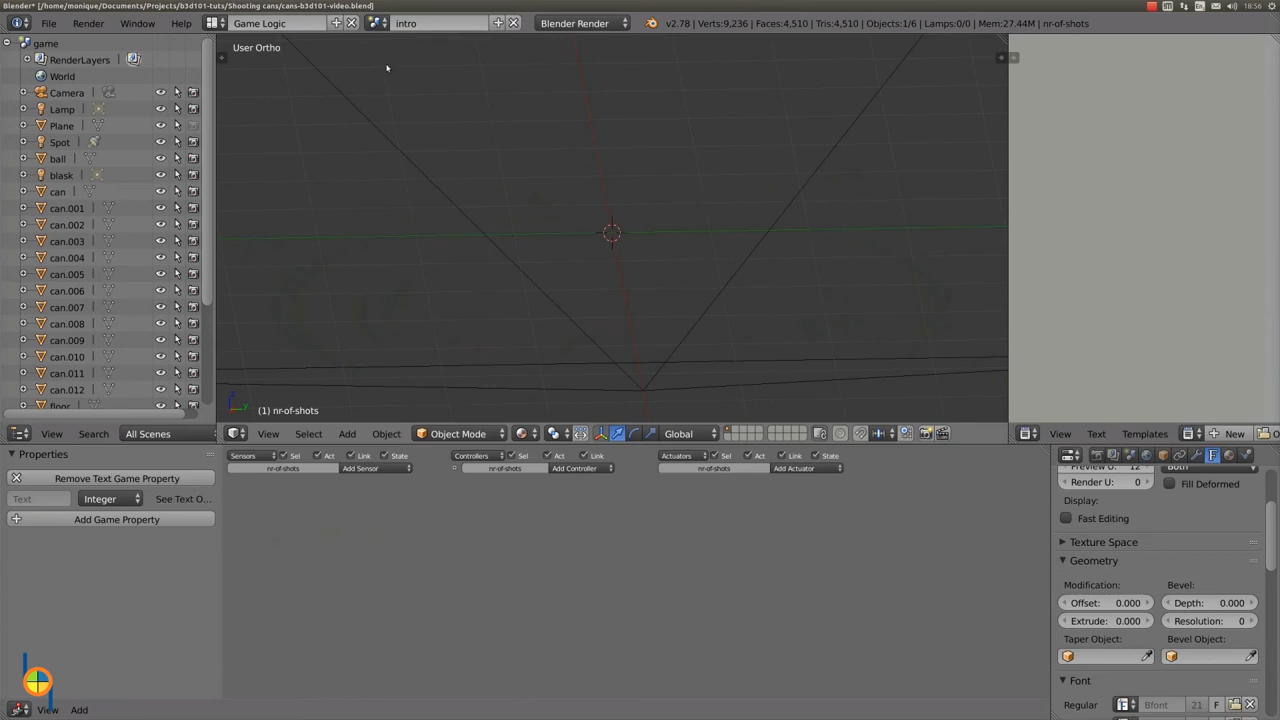 Blender* [/home/monique/Documents/Projects/b3d101-tuts/Shooting cans/cans-b3d101-video.blend]
En 18:56
File Render Window Help Game Logic intro Blender Render v2.78 | Verts:9,236 | Faces:4,510 | Tris:4,510 | Objects:1/6 | Lamps:0/0 | Mem:27.44M | nr-of-shots
game
RenderLayers
World
Camera
Lamp
Plane
Spot
ball
blask
can
can.001
can.002
can.003
can.004
can.005
can.006
can.007
can.008
can.009
can.010
can.011
can.012
floor
User Ortho
(1) nr-of-shots
View Search All Scenes
View Select Add Object Object Mode Global
View Text Templates New
Properties
Remove Text Game Property
Text Integer See Text O...
Add Game Property
Sensors Sel Act Link State
nr-of-shots Add Sensor
Controllers Sel Act Link
nr-of-shots Add Controller
Actuators Sel Act Link State
nr-of-shots Add Actuator
Preview U: 12 Both
Render U: 0 Fill Deformed
Display:
Fast Editing
Texture Space
Geometry
Modification: Bevel:
Offset: 0.000 Depth: 0.000
Extrude: 0.000 Resolution: 0
Taper Object: Bevel Object:
Font
Regular Bfont 21 F
View Add